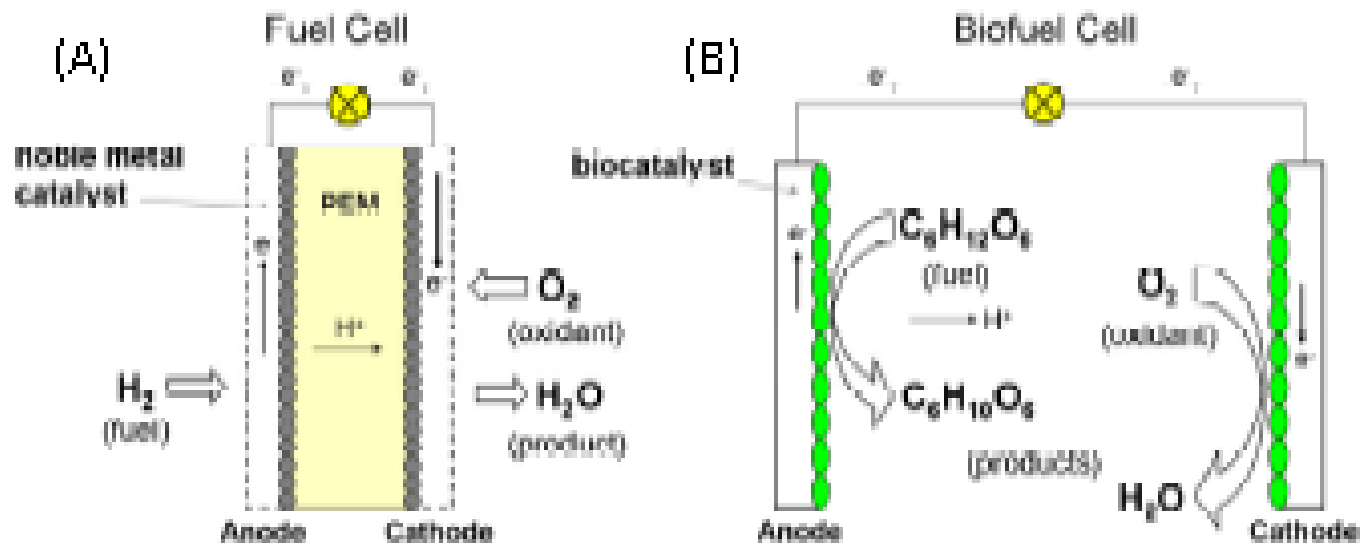 (A)
Fuel Cell
e⁻
e⁻
noble metal
catalyst
PEM
e⁻
e⁻
H⁺
O₂
(oxidant)
H₂
(fuel)
H₂O
(product)
Anode
Cathode
(B)
Biofuel Cell
e⁻
e⁻
biocatalyst
e⁻
C₆H₁₂O₆
(fuel)
H⁺
C₆H₁₀O₆
(products)
O₂
(oxidant)
e⁻
H₂O
Anode
Cathode